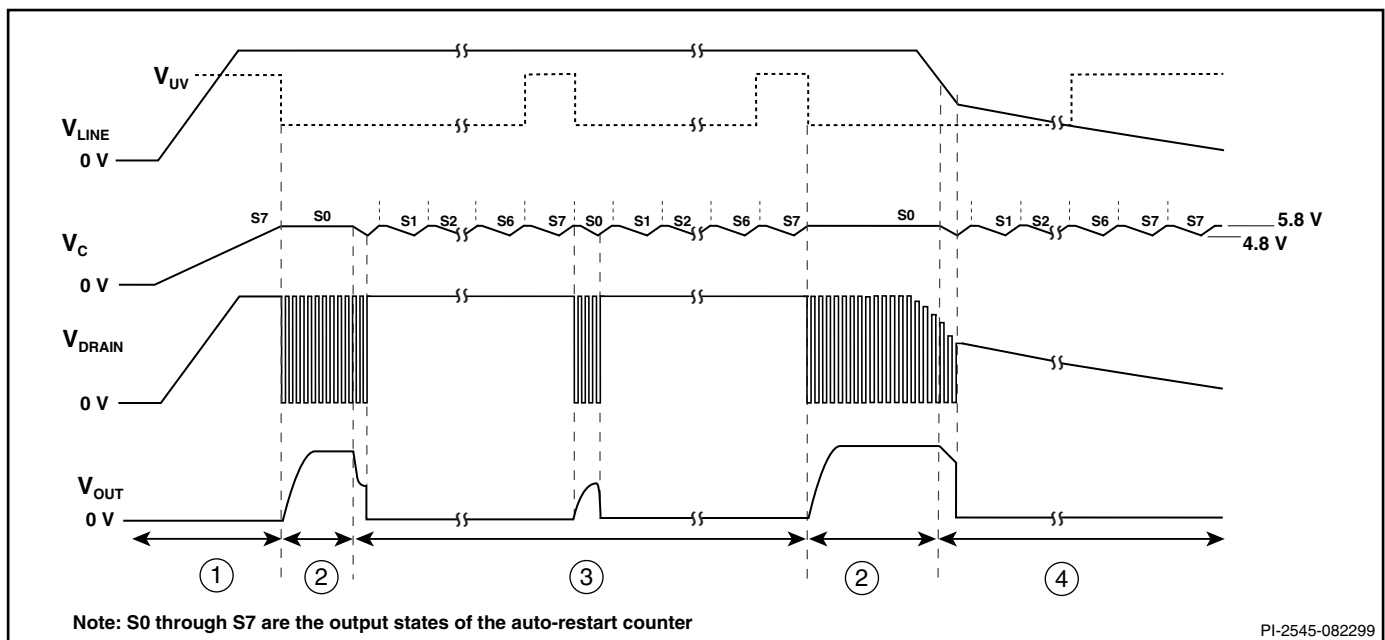 V_UV
V_LINE
0 V
S7 S0 S1 S2 S6 S7 S0 S1 S2 S6 S7 S0 S1 S2 S6 S7 S7 5.8 V
4.8 V
V_C
0 V
V_DRAIN
0 V
V_OUT
0 V
1 2 3 2 4
Note: S0 through S7 are the output states of the auto-restart counter
PI-2545-082299